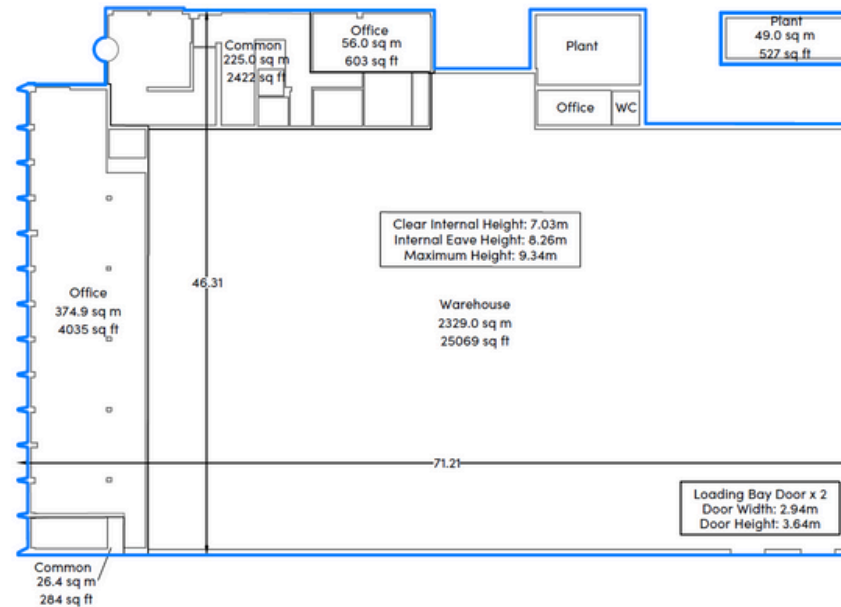 Office
56.0 sq m
603 sq ft
Common
225.0 sq m
2422 sq ft
Plant
Plant
49.0 sq m
527 sq ft
Office
WC
Clear Internal Height: 7.03m
Internal Eave Height: 8.26m
Maximum Height: 9.34m
46.31
Office
374.9 sq m
4035 sq ft
Warehouse
2329.0 sq m
25069 sq ft
71.21
Loading Bay Door x 2
Door Width: 2.94m
Door Height: 3.64m
Common
26.4 sq m
284 sq ft